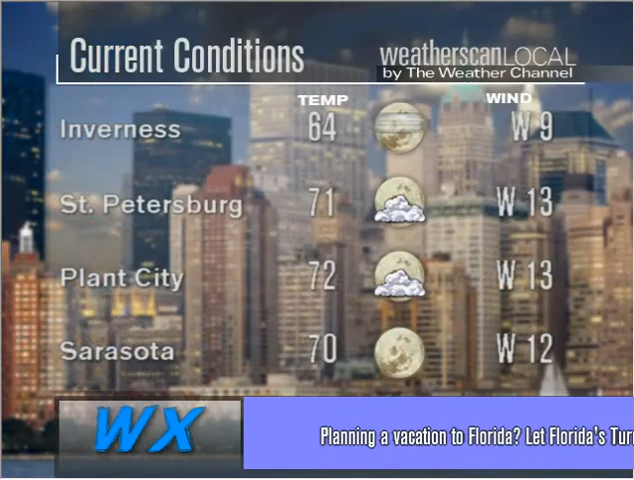 Current Conditions
weatherscanLOCAL
by The Weather Channel
TEMP WIND
Inverness 64 W 9
St. Petersburg 71 W 13
Plant City 72 W 13
Sarasota 70 W 12
WX
Planning a vacation to Florida? Let Florida's